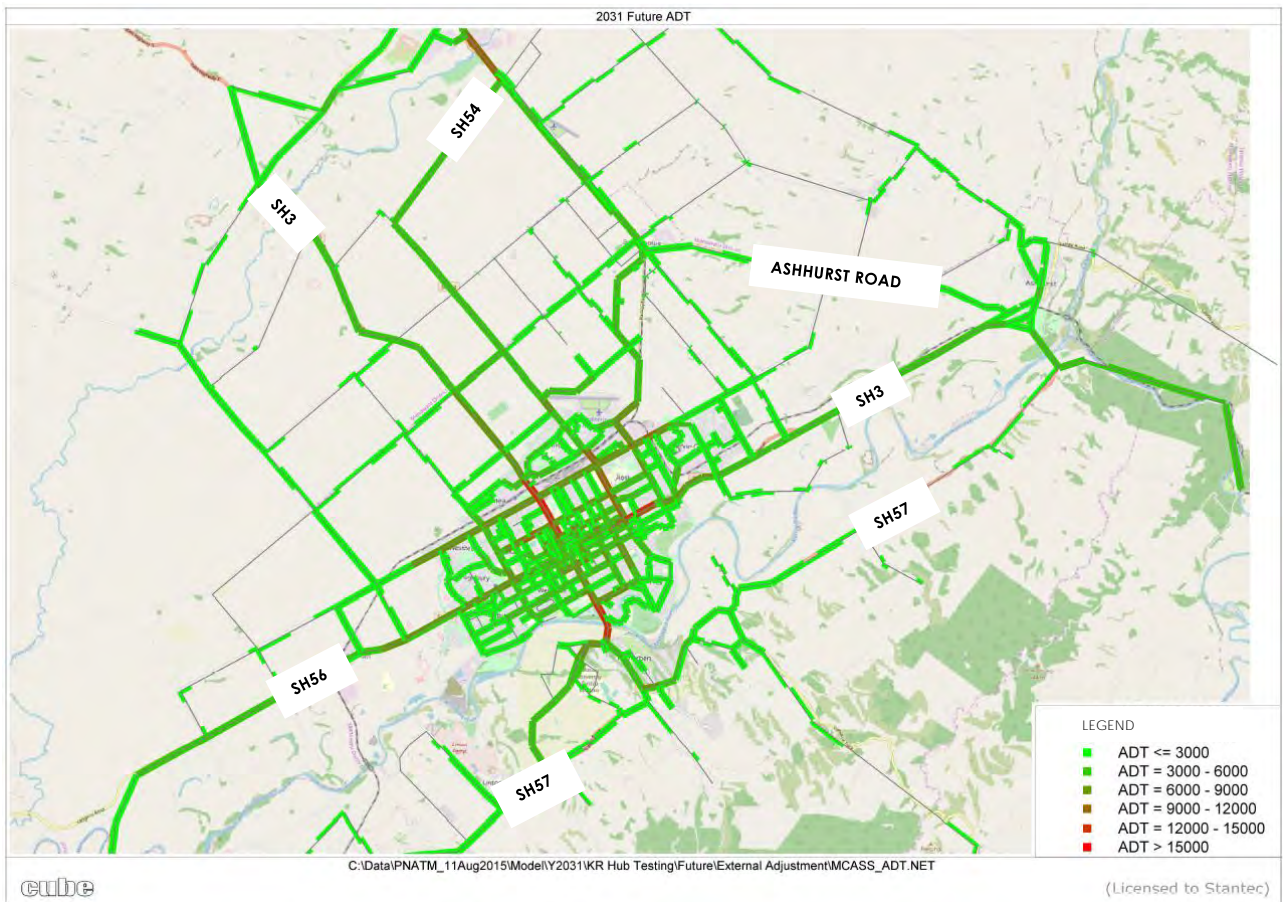 2031 Future ADT
SH54
SH3
ASHHURST ROAD
SH3
SH57
SH56
SH57
LEGEND
ADT <= 3000
ADT = 3000 - 6000
ADT = 6000 - 9000
ADT = 9000 - 12000
ADT = 12000 - 15000
ADT > 15000
C:\Data\PNATM_11Aug2015\Model\Y2031\KR Hub Testing\Future\External Adjustment\MCASS_ADT.NET
cube
(Licensed to Stantec)